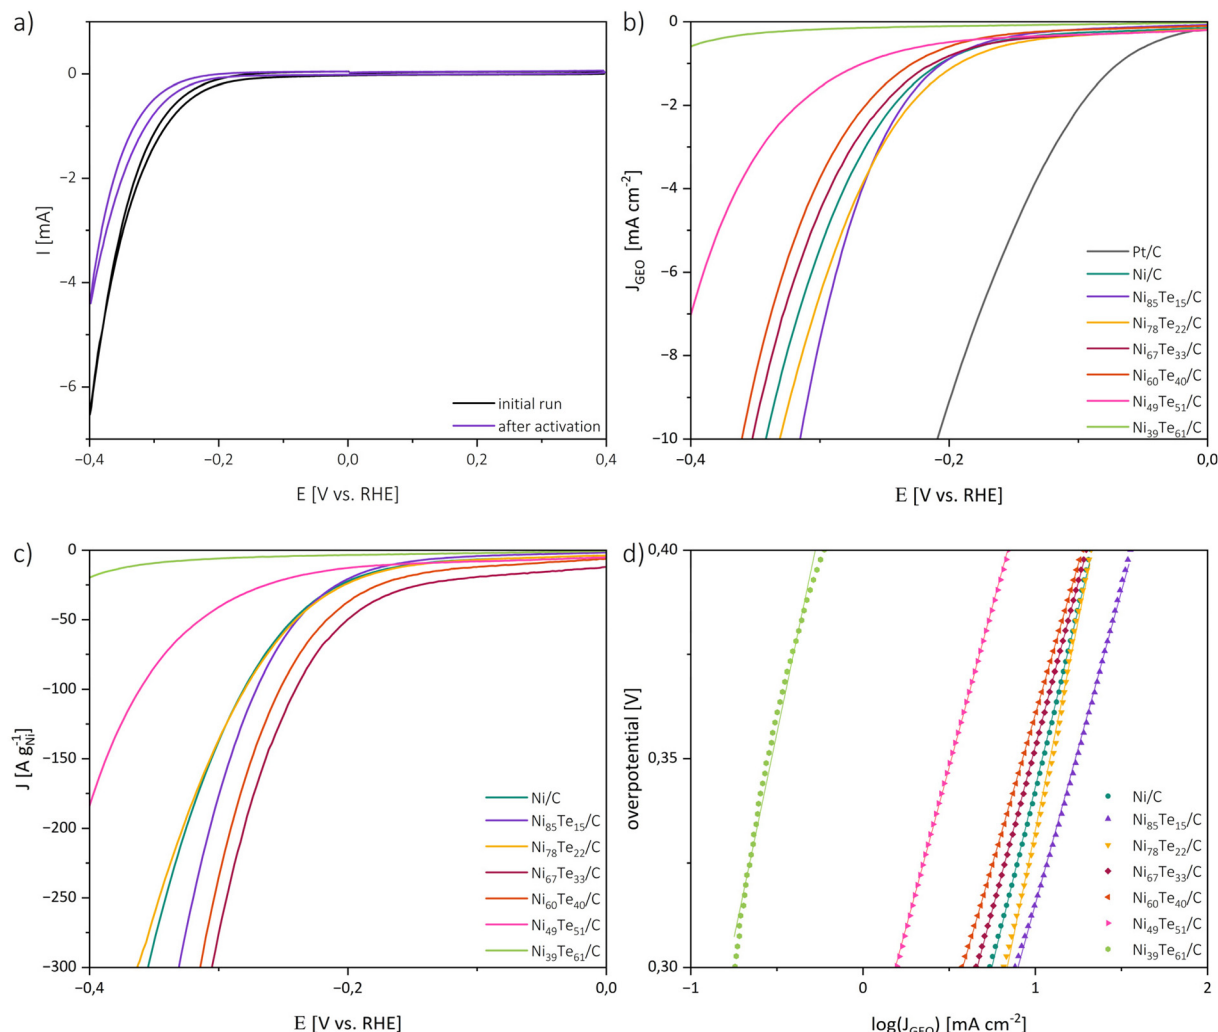 a)
I [mA]
0
−2
−4
−6
−0,4
−0,2
0,0
0,2
0,4
E [V vs. RHE]
initial run
after activation
b)
J_GEO [mA cm⁻²]
0
−2
−4
−6
−8
−10
−0,4
−0,2
0,0
E [V vs. RHE]
Pt/C
Ni/C
Ni₈₅Te₁₅/C
Ni₇₈Te₂₂/C
Ni₆₇Te₃₃/C
Ni₆₀Te₄₀/C
Ni₄₉Te₅₁/C
Ni₃₉Te₆₁/C
c)
J [A g⁻¹_Ni]
0
−50
−100
−150
−200
−250
−300
−0,4
−0,2
0,0
E [V vs. RHE]
Ni/C
Ni₈₅Te₁₅/C
Ni₇₈Te₂₂/C
Ni₆₇Te₃₃/C
Ni₆₀Te₄₀/C
Ni₄₉Te₅₁/C
Ni₃₉Te₆₁/C
d)
overpotential [V]
0,40
0,35
0,30
−1
0
1
2
log(J_GEO) [mA cm⁻²]
Ni/C
Ni₈₅Te₁₅/C
Ni₇₈Te₂₂/C
Ni₆₇Te₃₃/C
Ni₆₀Te₄₀/C
Ni₄₉Te₅₁/C
Ni₃₉Te₆₁/C